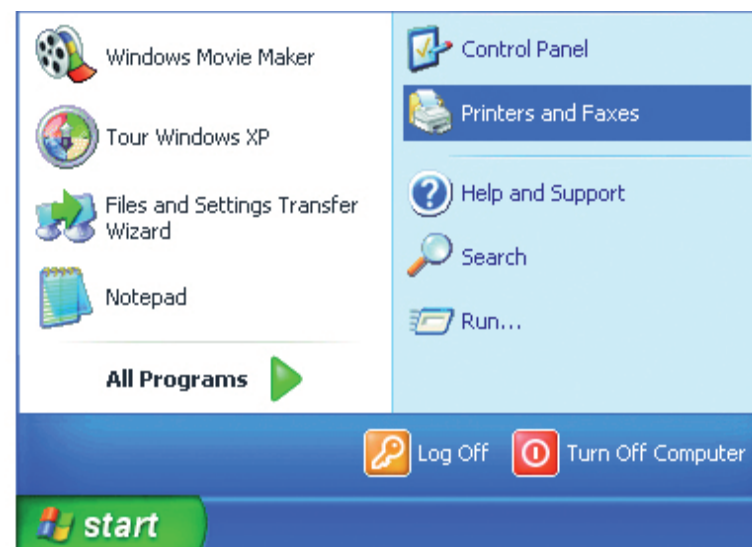 Windows Movie Maker
Tour Windows XP
Files and Settings Transfer
Wizard
Notepad
All Programs
Control Panel
Printers and Faxes
Help and Support
Search
Run...
Log Off
Turn Off Computer
start